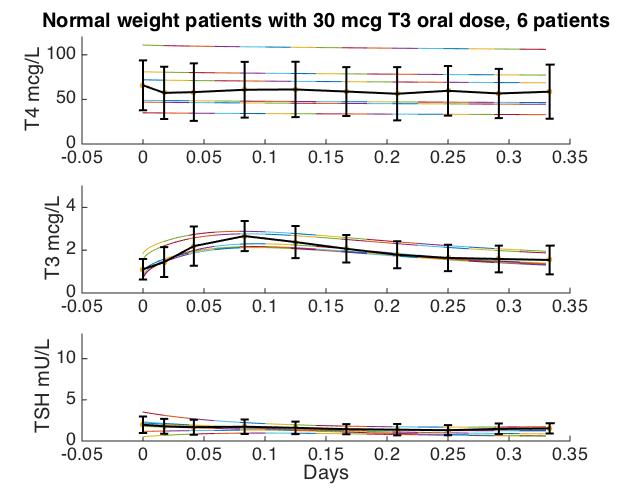 Normal weight patients with 30 mcg T3 oral dose, 6 patients
T4 mcg/L
100
50
0
-0.05 0 0.05 0.1 0.15 0.2 0.25 0.3 0.35
T3 mcg/L
4
2
0
-0.05 0 0.05 0.1 0.15 0.2 0.25 0.3 0.35
TSH mU/L
10
5
0
-0.05 0 0.05 0.1 0.15 0.2 0.25 0.3 0.35
Days